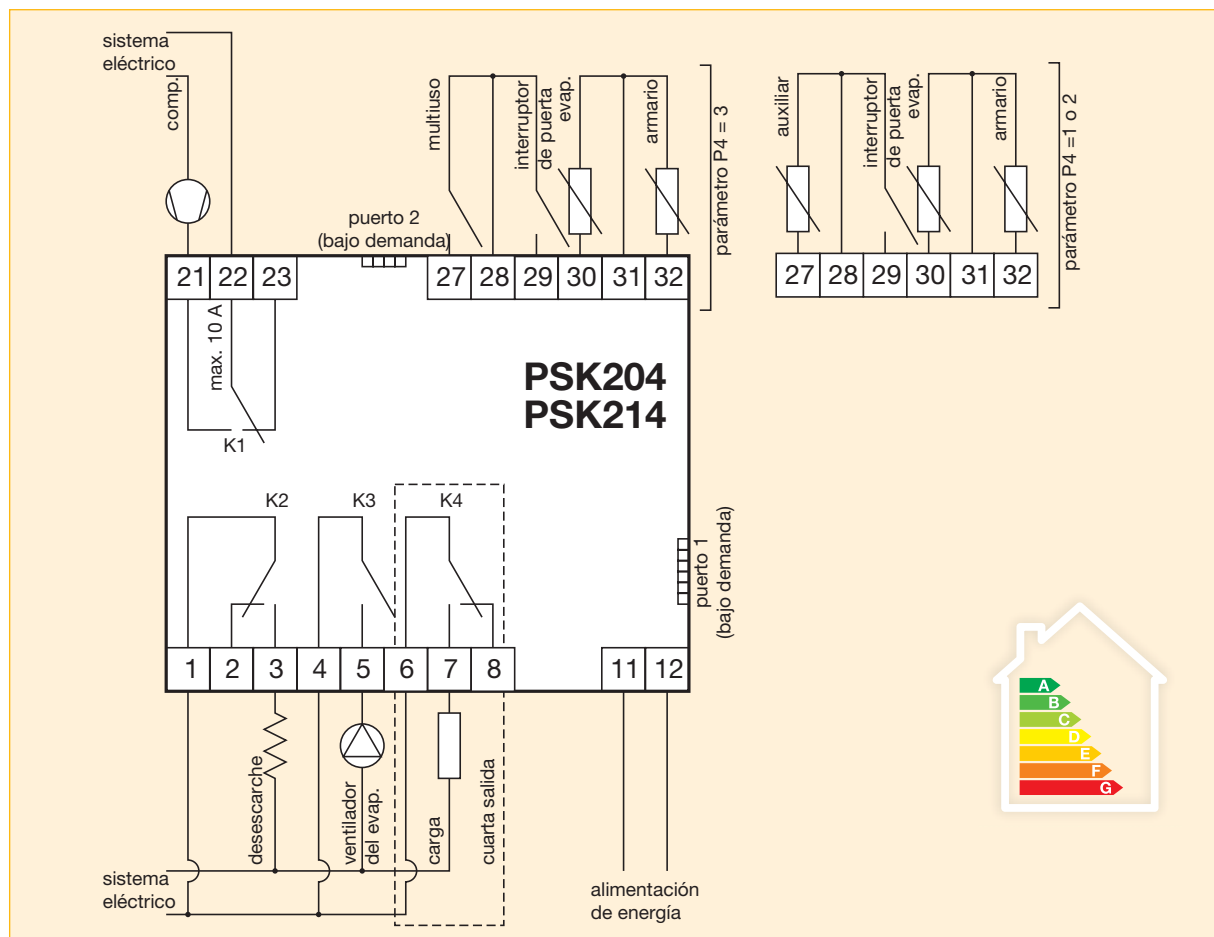 sistema
eléctrico
comp.
multiuso
interruptor
de puerta
evap.
armario
parámetro P4 = 3
auxiliar
interruptor
de puerta
evap.
armario
parámetro P4 =1 o 2
puerto 2
(bajo demanda)
21 22 23
27 28 29 30 31 32
27 28 29 30 31 32
max. 10 A
K1
PSK204
PSK214
K2
K3
K4
puerto 1
(bajo demanda)
1 2 3 4 5 6 7 8
11 12
desescarche
ventilador
del evap.
carga
cuarta salida
sistema
eléctrico
alimentación
de energía
A
B
C
D
E
F
G